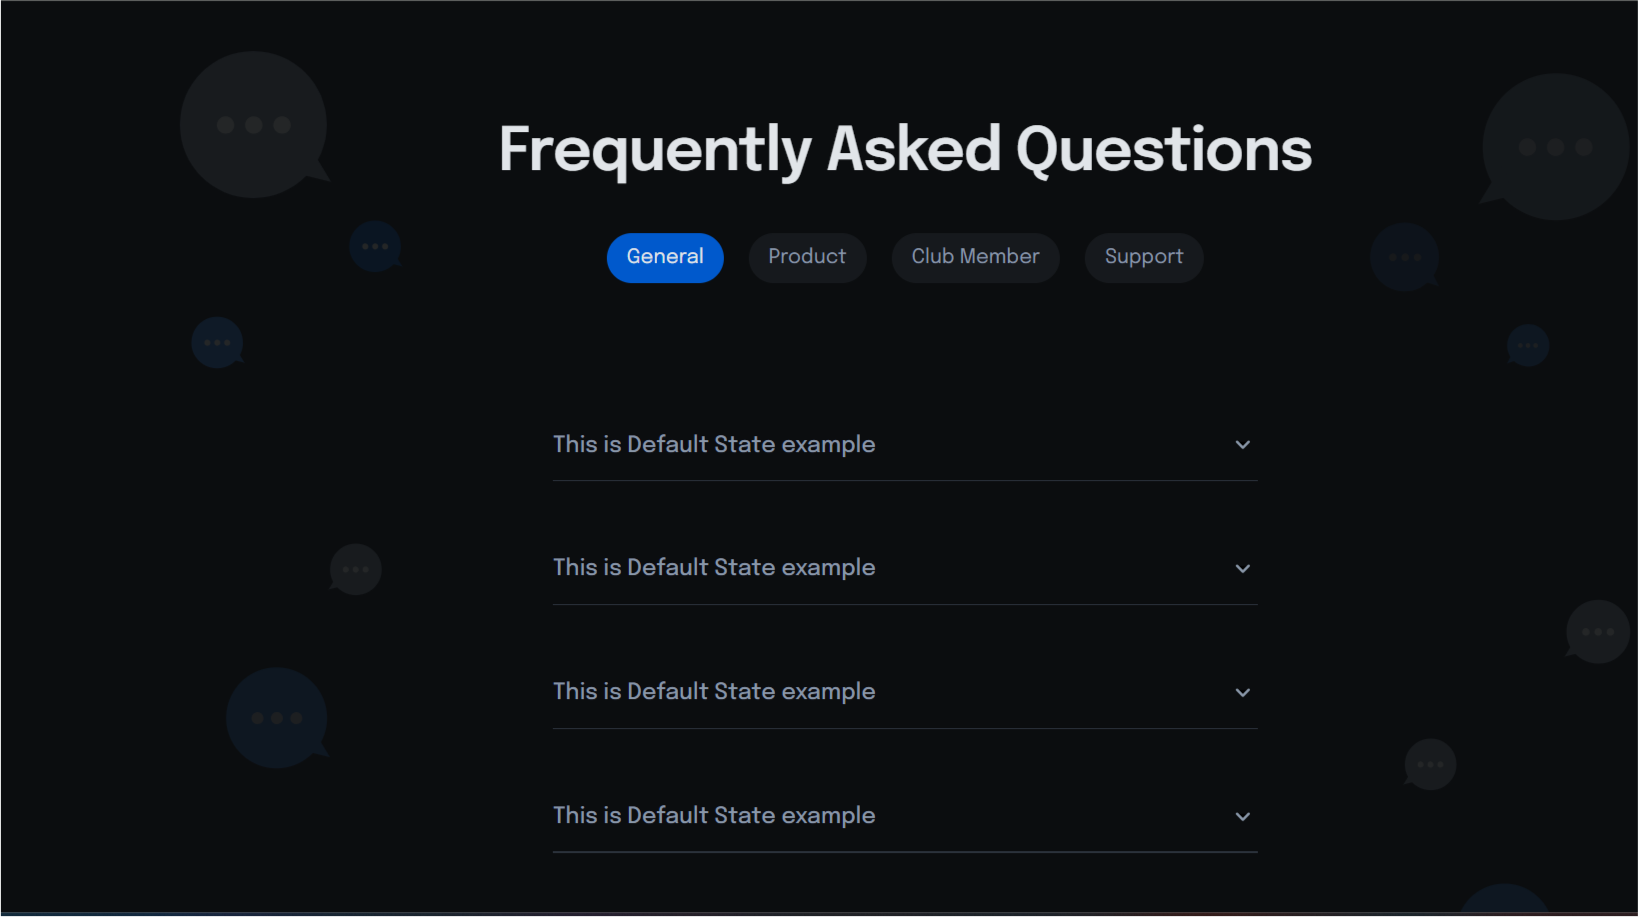 Frequently Asked Questions
General Product Club Member Support
This is Default State example
This is Default State example
This is Default State example
This is Default State example